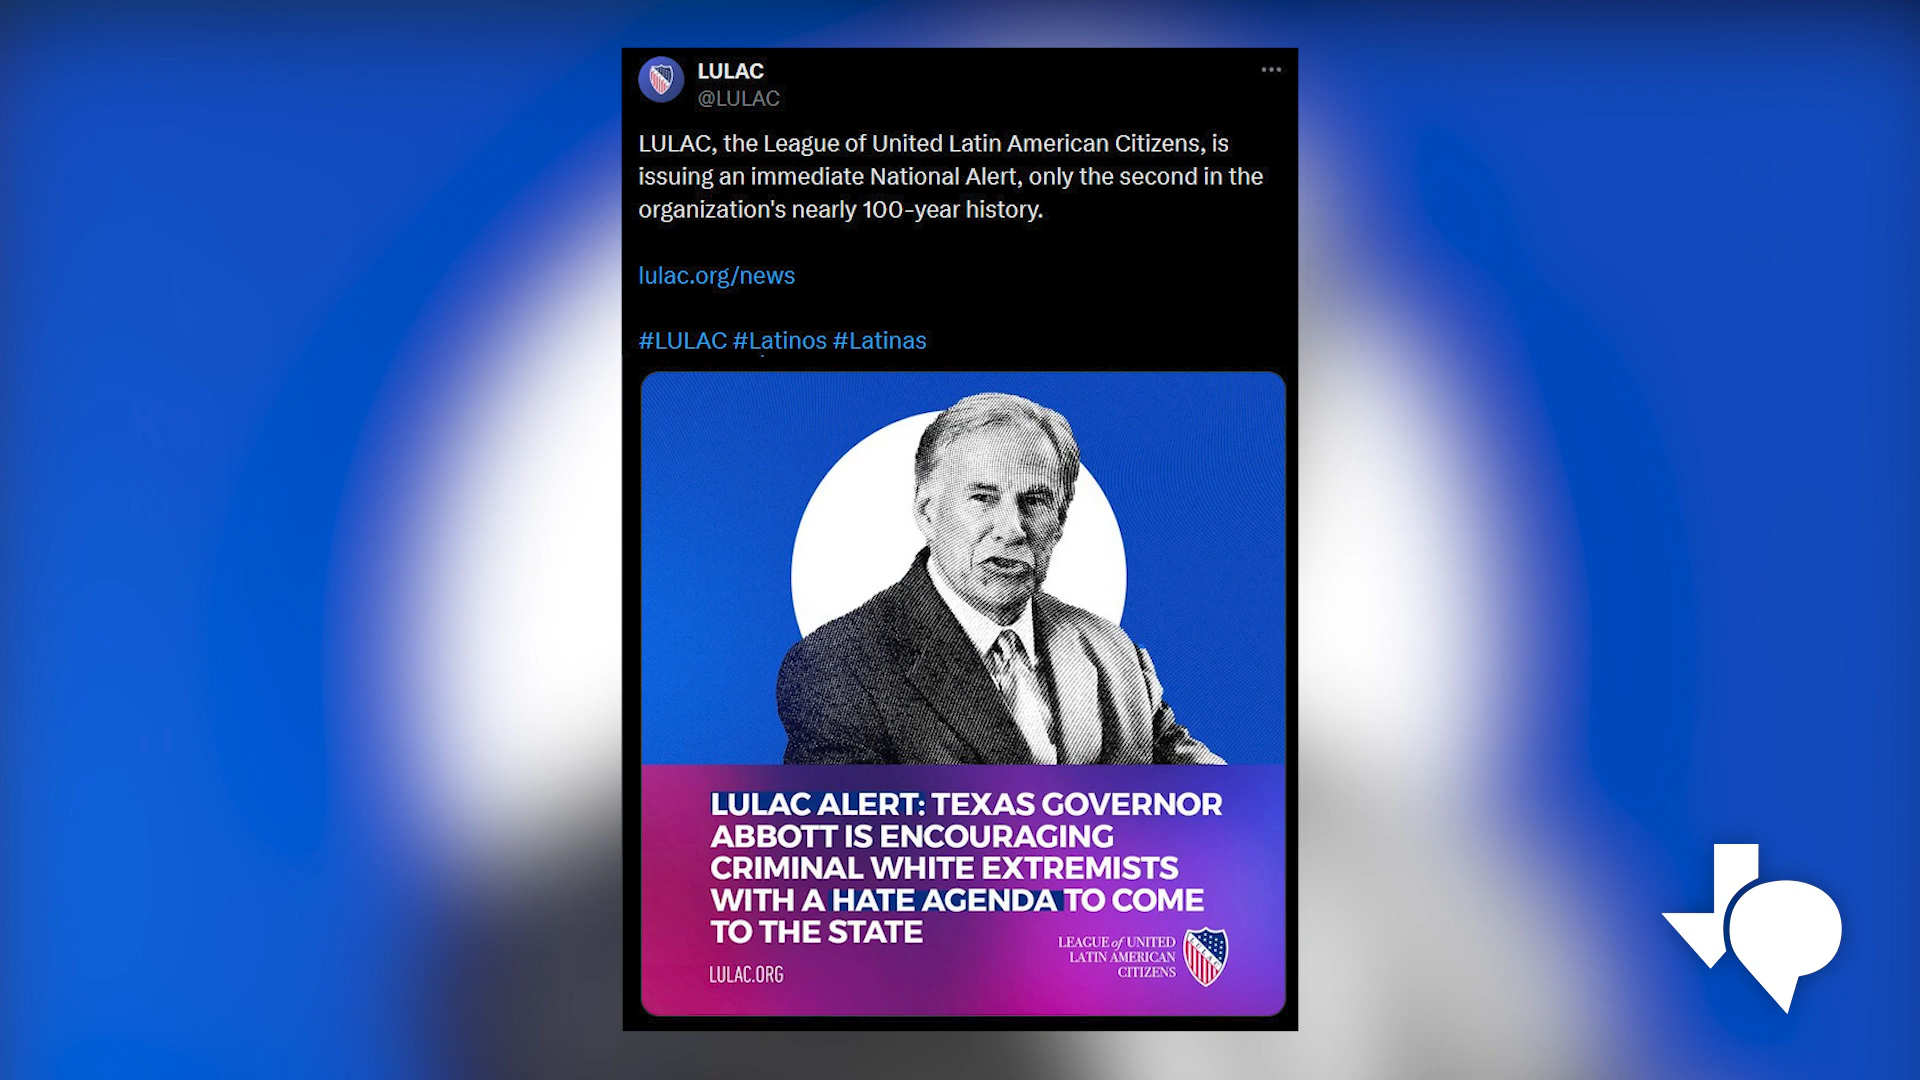 LULAC
@LULAC
LULAC, the League of United Latin American Citizens, is
issuing an immediate National Alert, only the second in the
organization's nearly 100-year history.
lulac.org/news
#LULAC #Latinos #Latinas
LULAC ALERT: TEXAS GOVERNOR
ABBOTT IS ENCOURAGING
CRIMINAL WHITE EXTREMISTS
WITH A HATE AGENDA TO COME
TO THE STATE
LULAC.ORG
LEAGUE of UNITED
LATIN AMERICAN
CITIZENS
LULAC